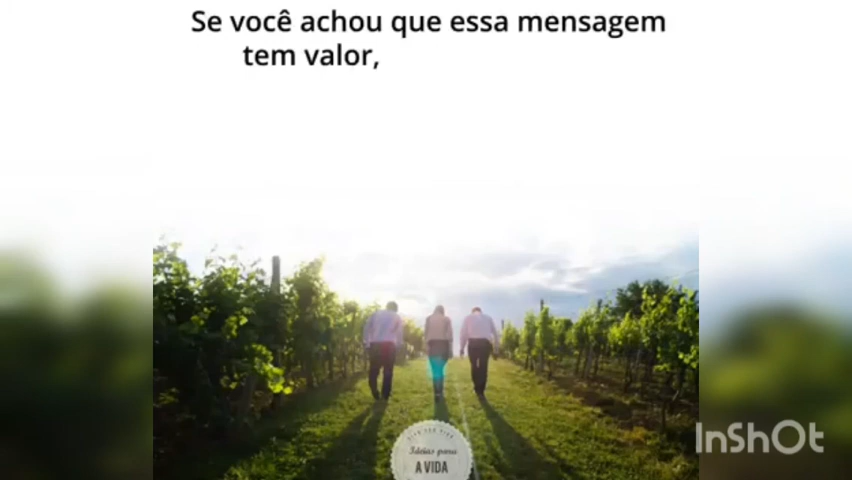 Se você achou que essa mensagem
tem valor,
Ideias para
A VIDA
InShOt